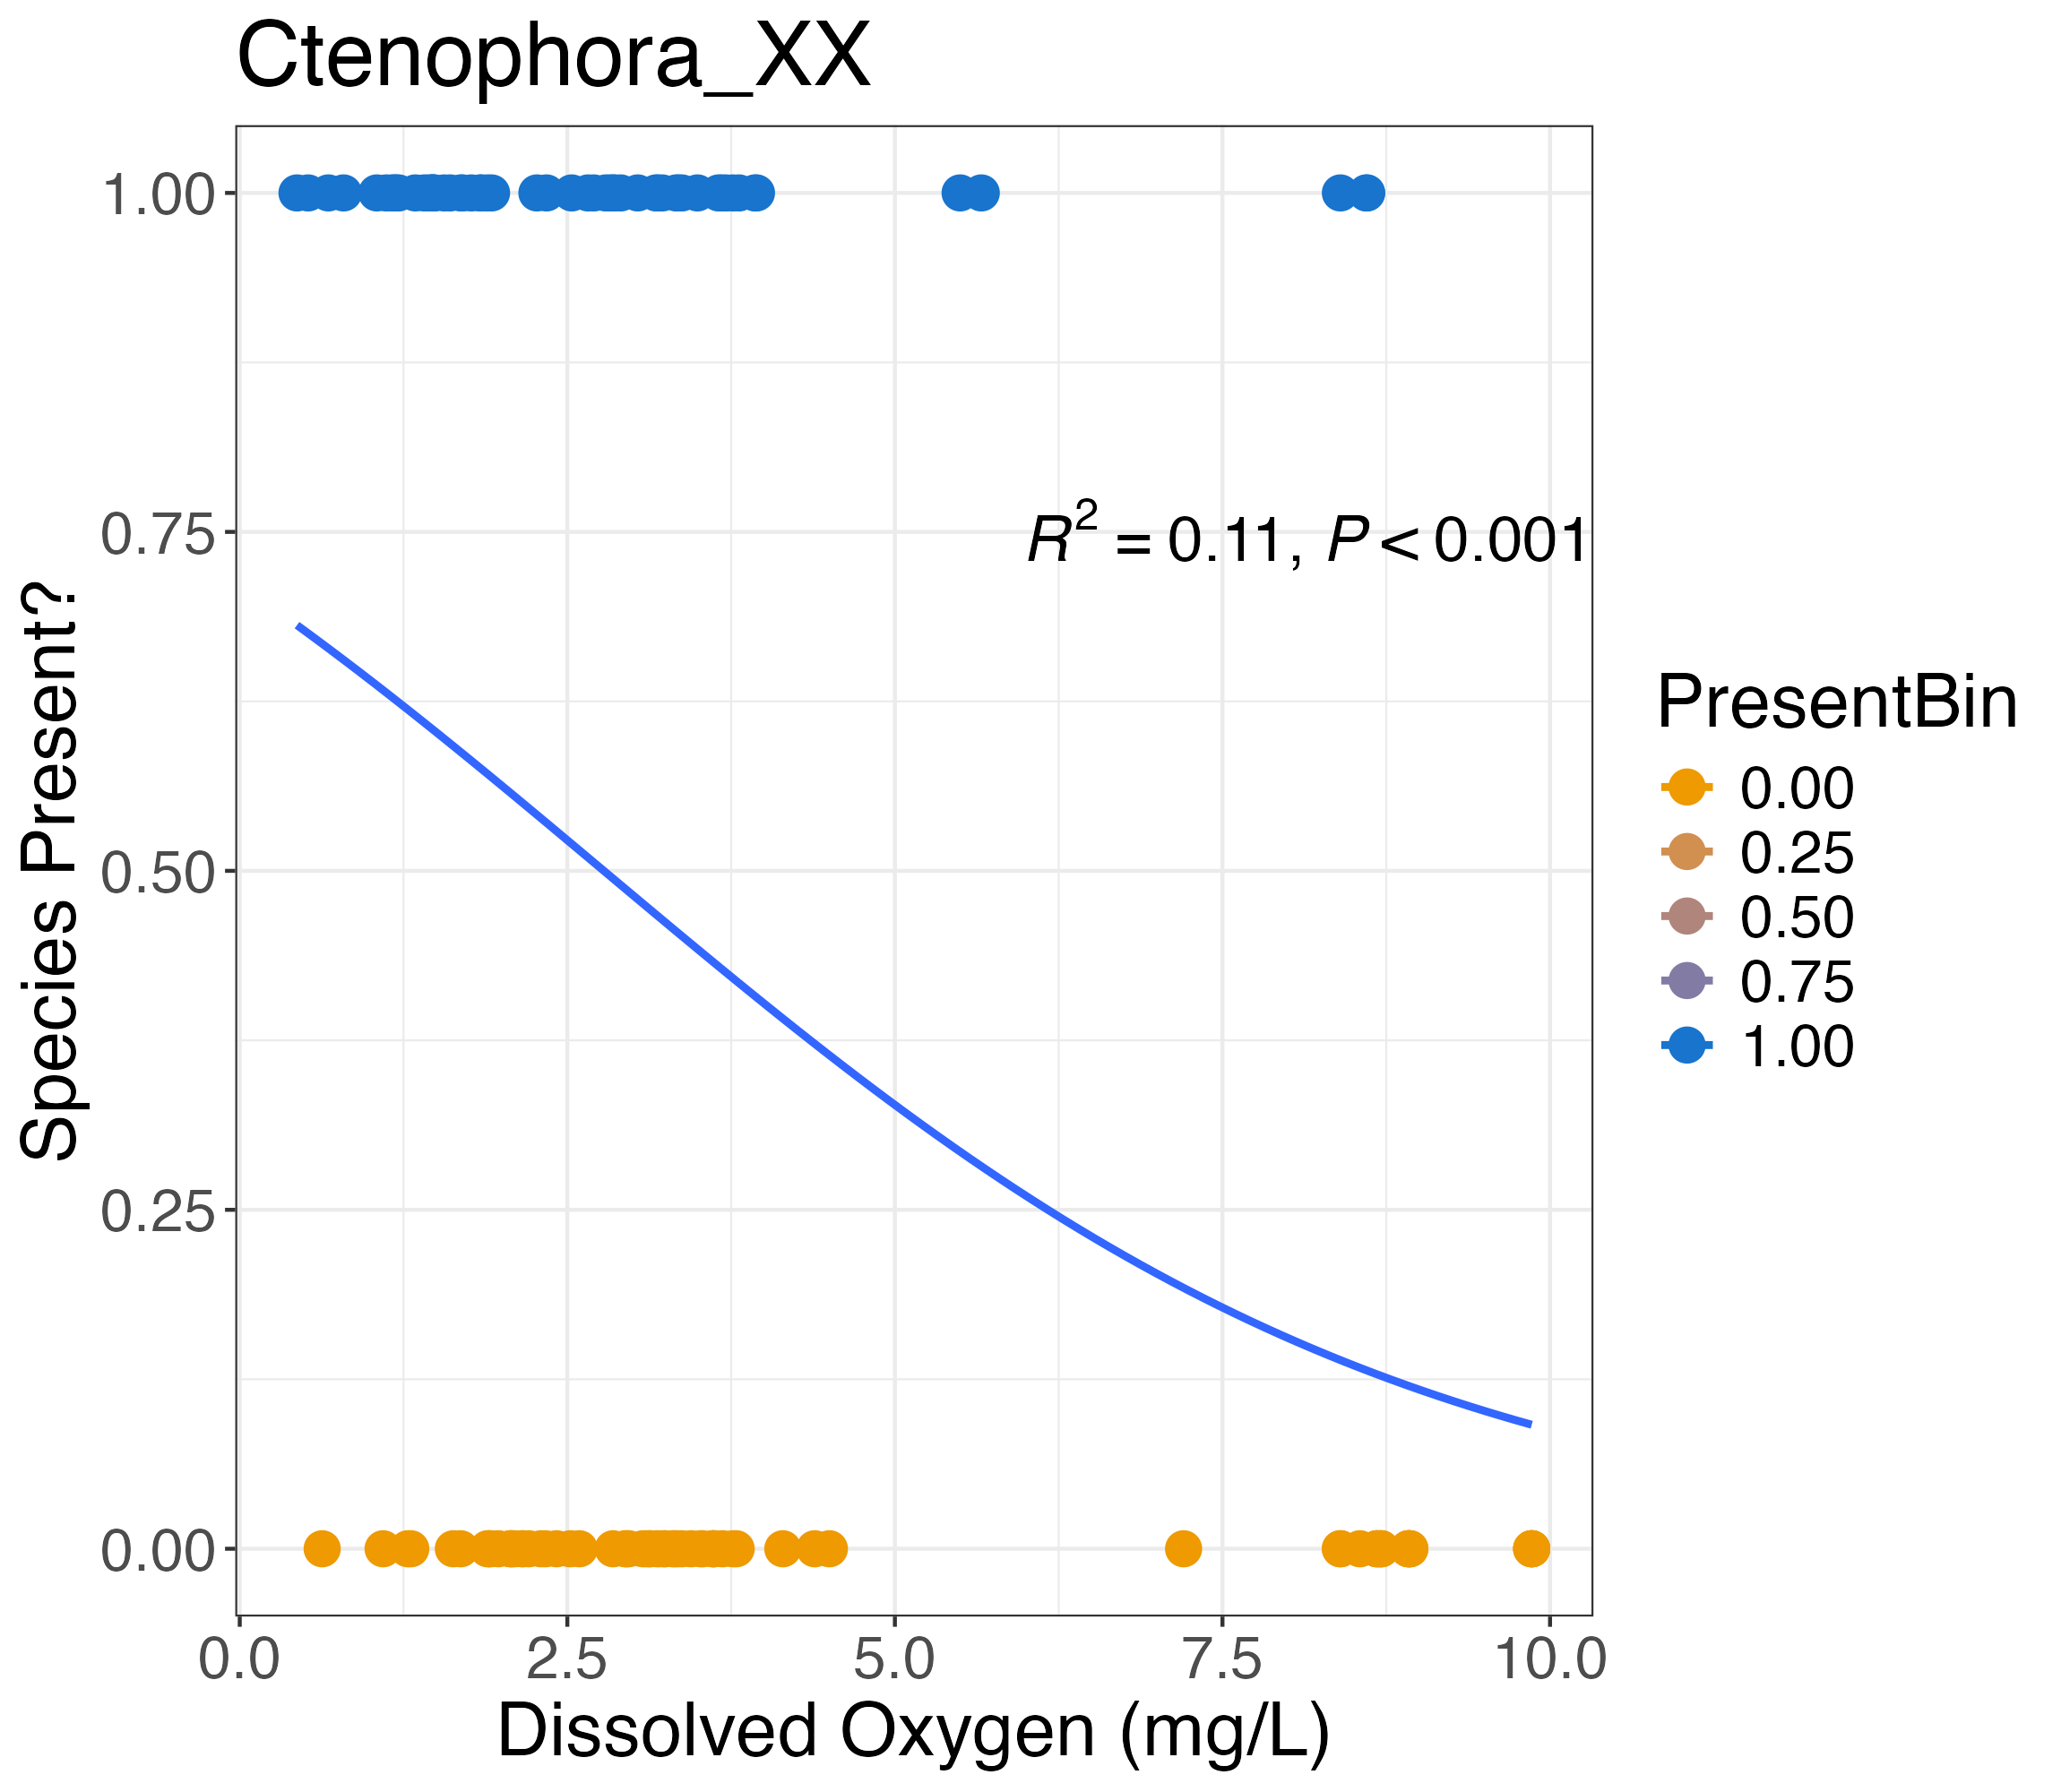 Ctenophora_XX
1.00
0.75
0.50
0.25
0.00
Species Present?
R² = 0.11, P < 0.001
0.0 2.5 5.0 7.5 10.0
Dissolved Oxygen (mg/L)
PresentBin
0.00
0.25
0.50
0.75
1.00